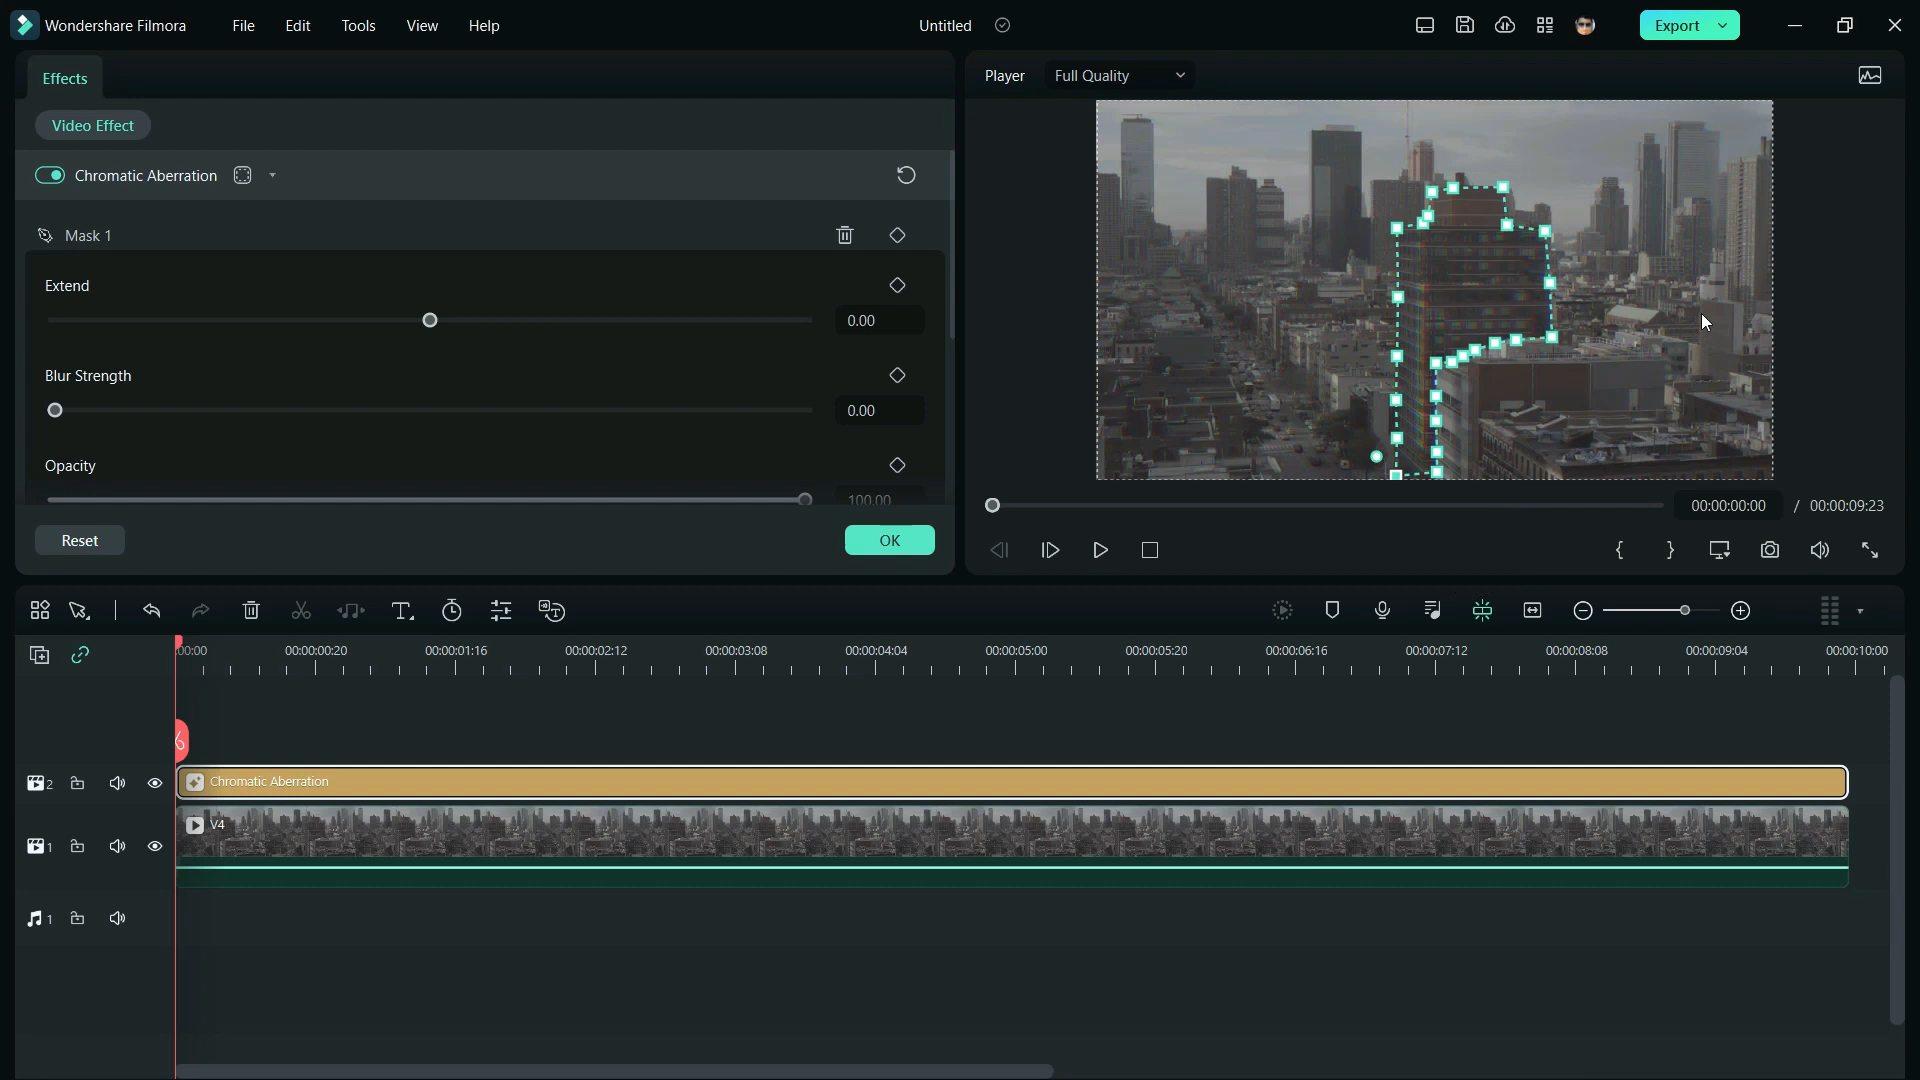 Wondershare Filmora File Edit Tools View Help Untitled Export
Effects
Player Full Quality
Video Effect
Chromatic Aberration
Mask 1
Extend
0.00
Blur Strength
0.00
Opacity
100.00
Reset OK
00:00:00:00 / 00:00:09:23
:00:00 00:00:00:20 00:00:01:16 00:00:02:12 00:00:03:08 00:00:04:04 00:00:05:00 00:00:05:20 00:00:06:16 00:00:07:12 00:00:08:08 00:00:09:04 00:00:10:00
2 Chromatic Aberration
V4
1
1